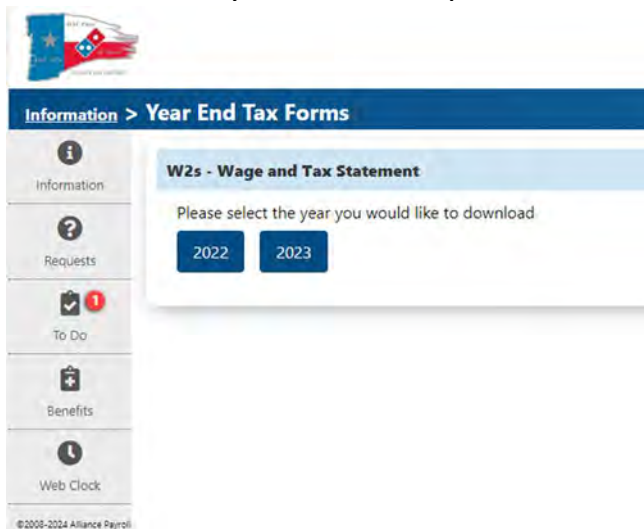 Information > Year End Tax Forms
Information
W2s - Wage and Tax Statement
Please select the year you would like to download
2022 2023
Requests
1
To Do
Benefits
Web Clock
©2008-2024 Alliance Payroll